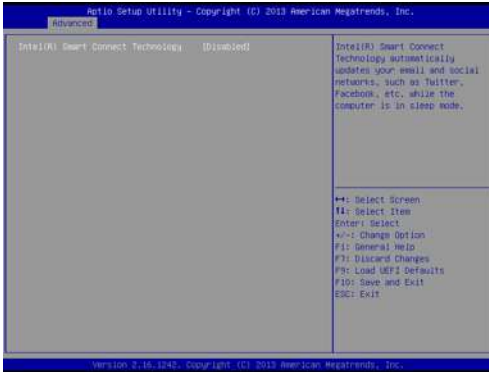 Aptio Setup Utility - Copyright (C) 2013 American Megatrends, Inc.
Advanced
Intel(R) Smart Connect Technology [Disabled]
Intel(R) Smart Connect
Technology automatically
updates your email and social
networks, such as Twitter,
Facebook, etc. while the
computer is in sleep mode.
↔: Select Screen
↑↓: Select Item
Enter: Select
+/-: Change Option
F1: General Help
F7: Discard Changes
F9: Load UEFI Defaults
F10: Save and Exit
ESC: Exit
Version 2.16.1242. Copyright (C) 2013 American Megatrends, Inc.